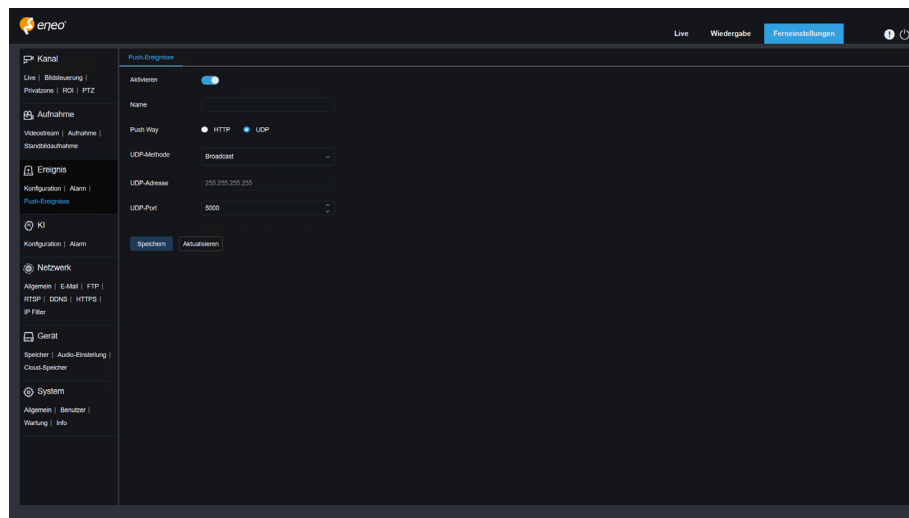 eneo
Live Wiedergabe Ferneinstellungen
Kanal
Live | Bildsteuerung |
Privatzone | ROI | PTZ
Aufnahme
Videostream | Aufnahme |
Standbildaufnahme
Ereignis
Konfiguration | Alarm |
Push-Ereignisse
KI
Konfiguration | Alarm
Netzwerk
Allgemein | E-Mail | FTP |
RTSP | DDNS | HTTPS |
IP Filter
Gerät
Speicher | Audio-Einstellung |
Cloud-Speicher
System
Allgemein | Benutzer |
Wartung | Info
Push-Ereignisse
Aktivieren
Name
Push Way HTTP UDP
UDP-Methode Broadcast
UDP-Adresse 255.255.255.255
UDP-Port 5000
Speichern Aktualisieren